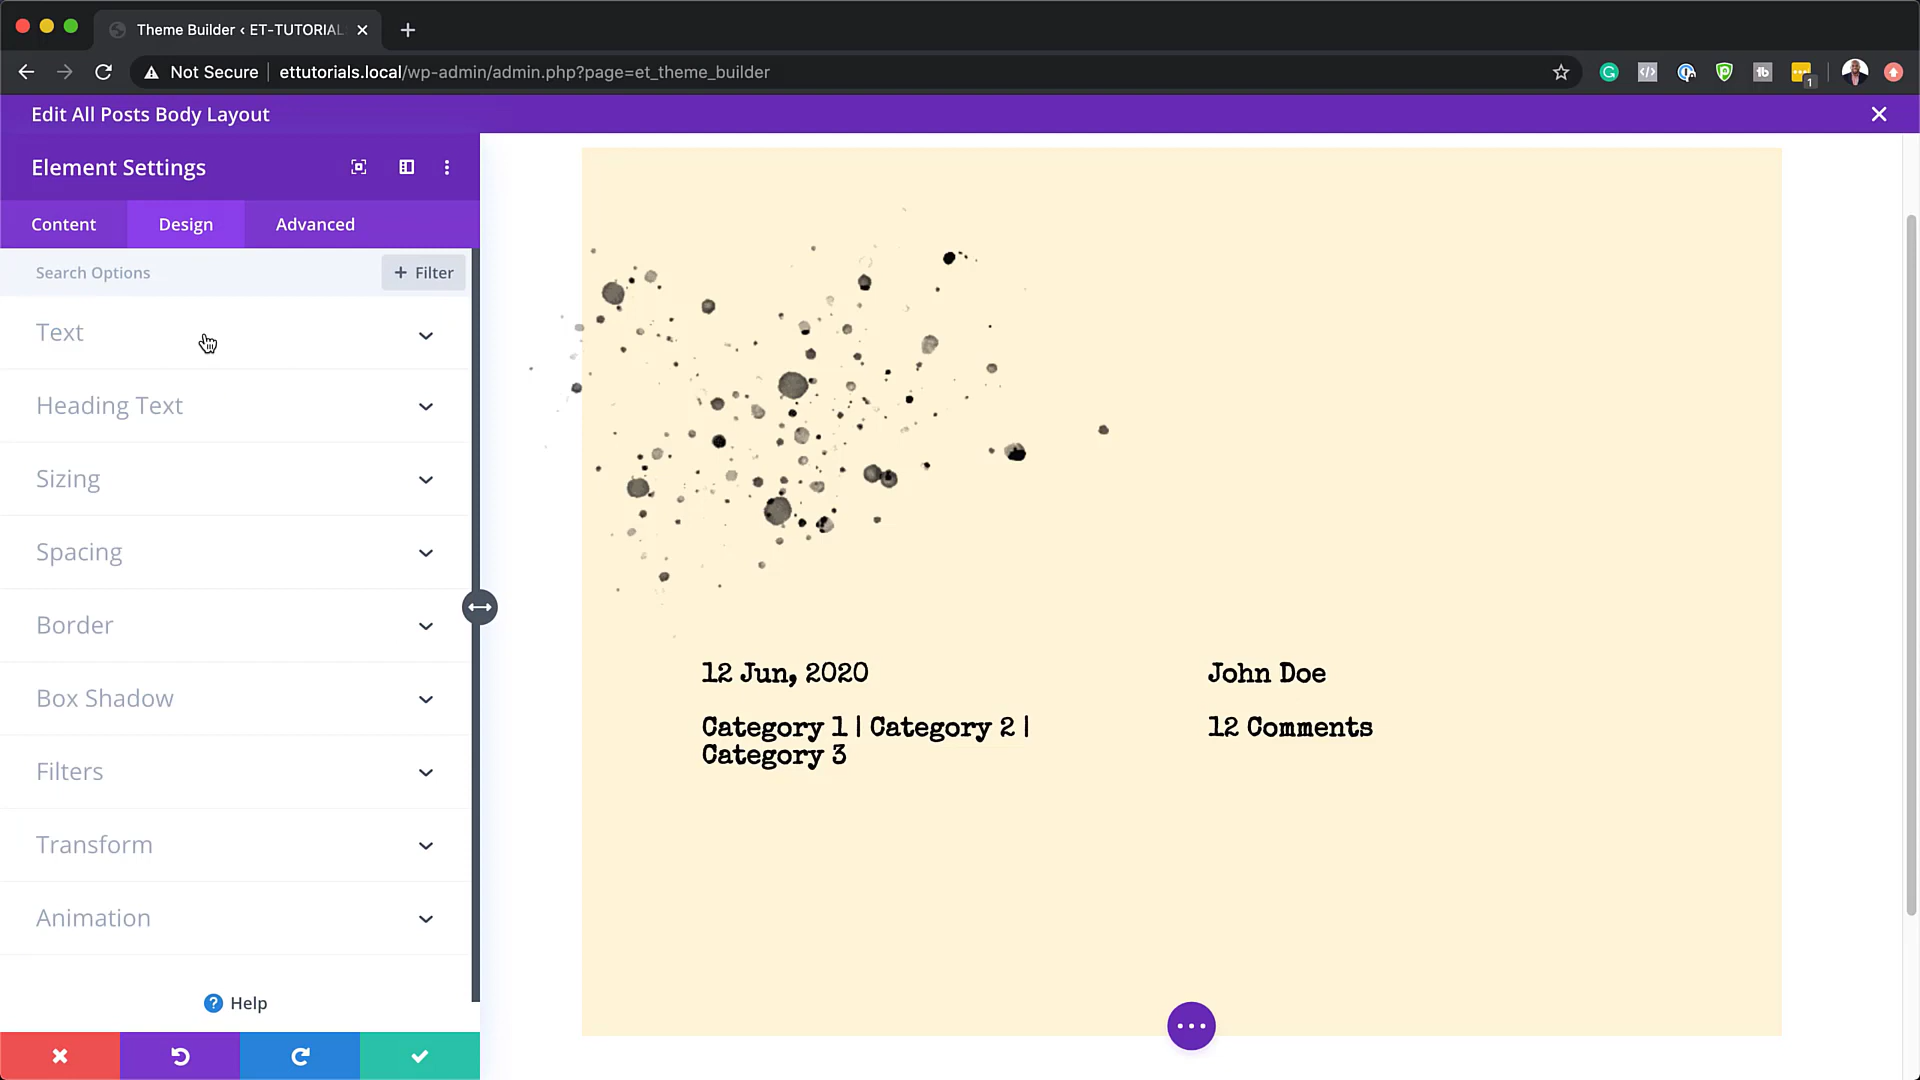 Theme Builder ‹ ET-TUTORIAL
Not Secure
ettutorials.local/wp-admin/admin.php?page=et_theme_builder
tb
1
Edit All Posts Body Layout
Element Settings
Content
Design
Advanced
Search Options
+ Filter
Text
Heading Text
Sizing
Spacing
Border
Box Shadow
Filters
Transform
Animation
? Help
12 Jun, 2020
John Doe
Category 1 | Category 2 |
Category 3
12 Comments